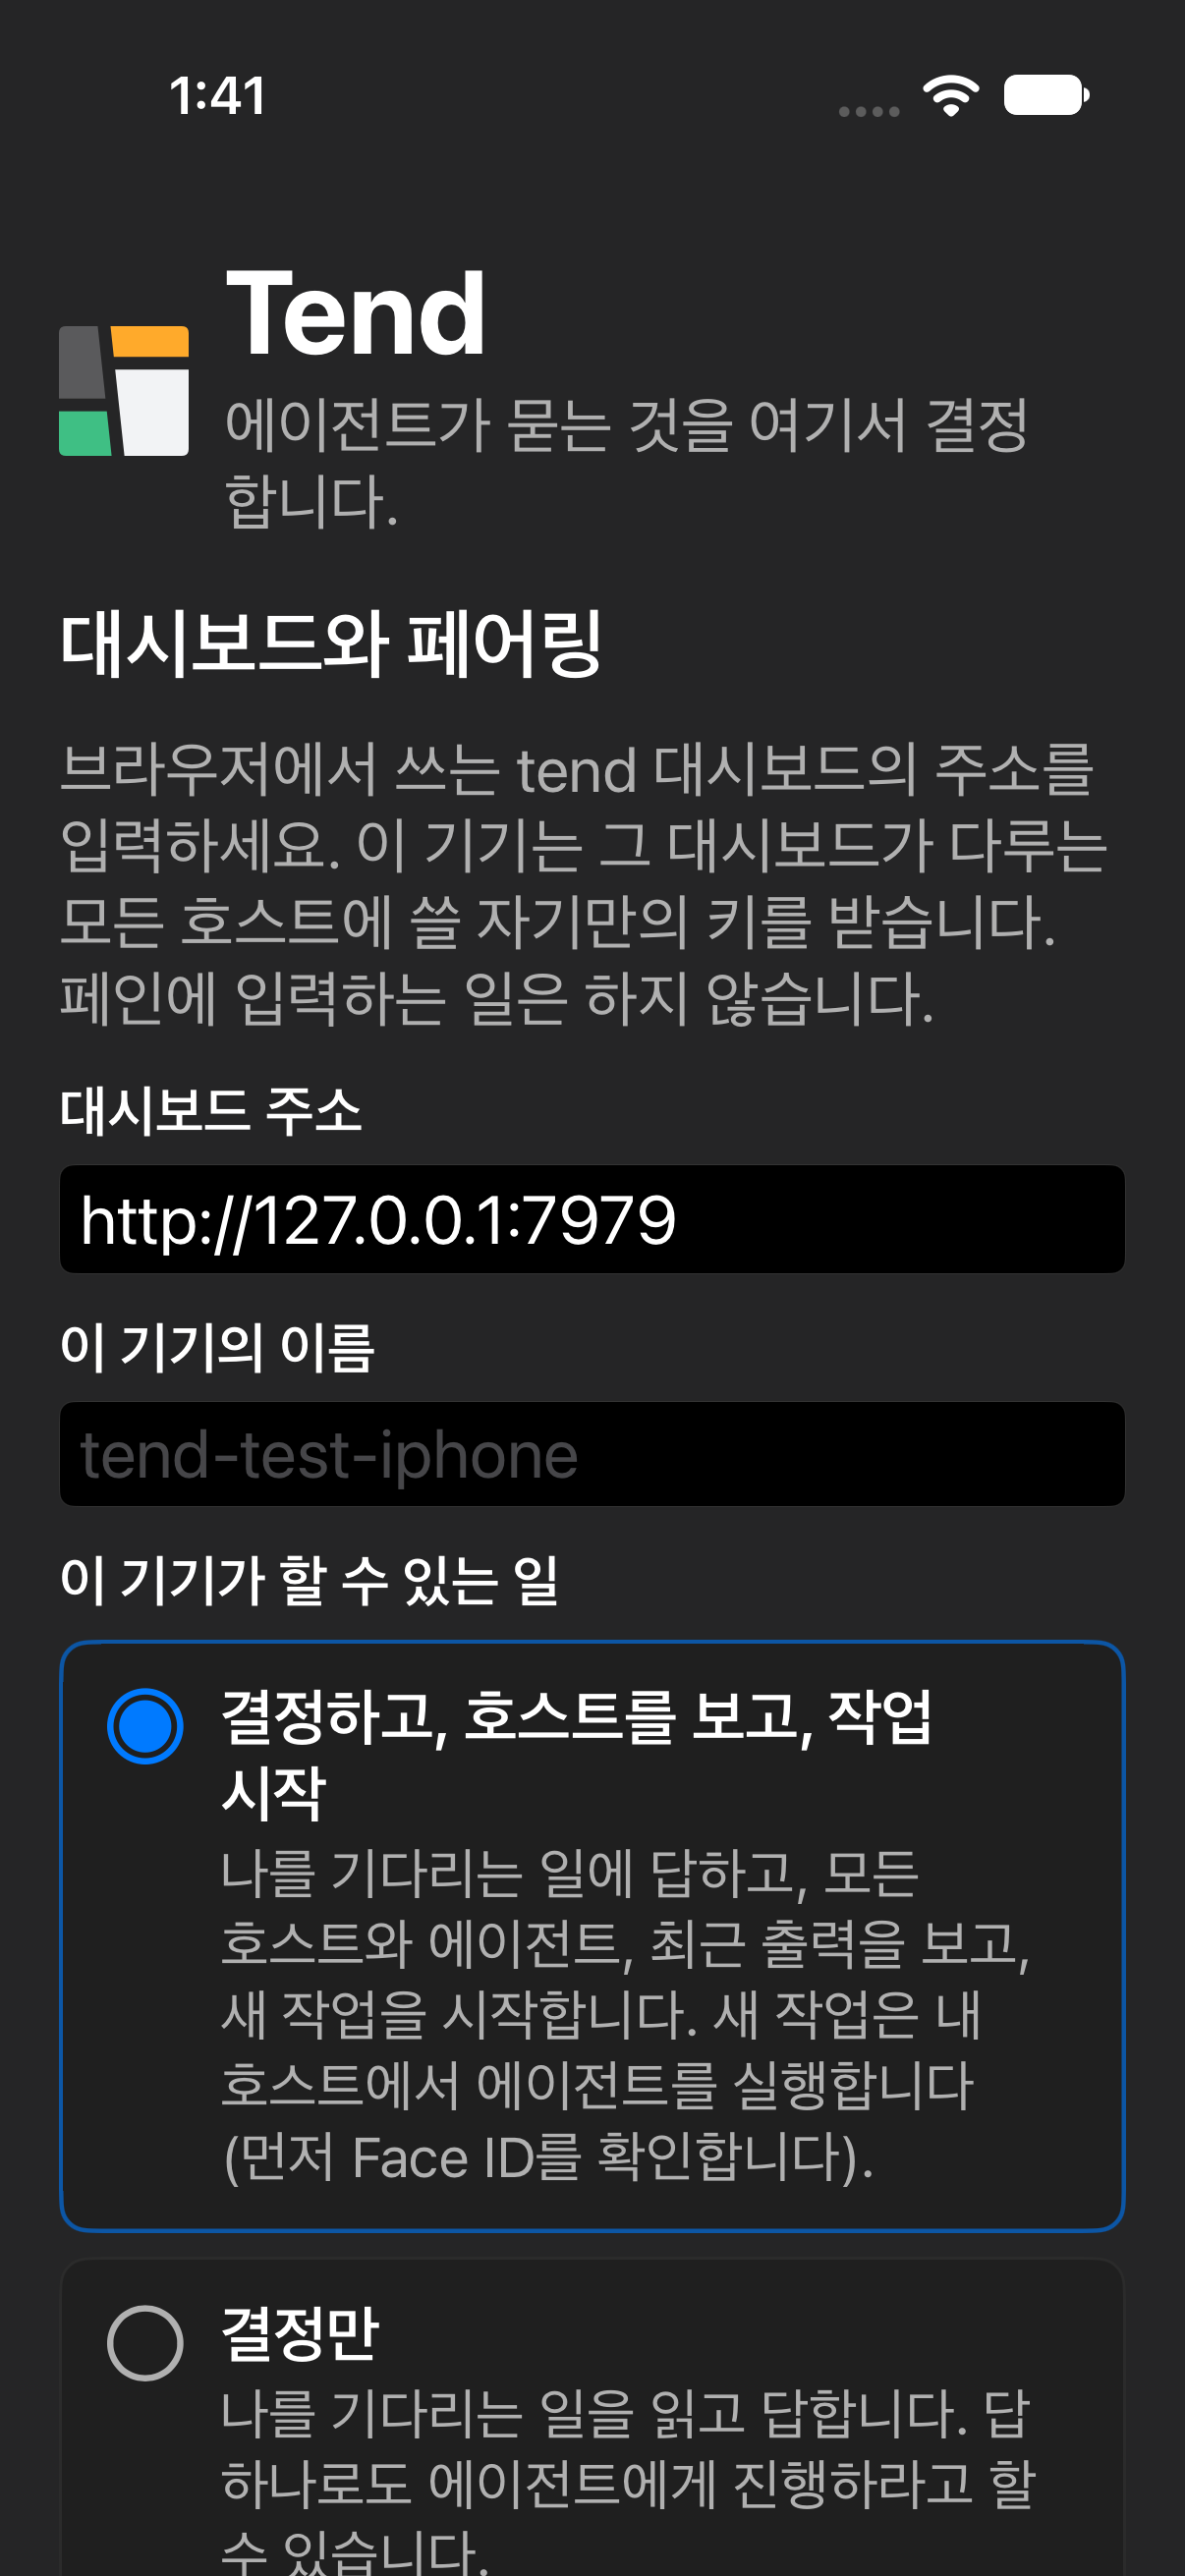 1:41
Tend
에이전트가 묻는 것을 여기서 결정
합니다.
대시보드와 페어링
브라우저에서 쓰는 tend 대시보드의 주소를
입력하세요. 이 기기는 그 대시보드가 다루는
모든 호스트에 쓸 자기만의 키를 받습니다.
페인에 입력하는 일은 하지 않습니다.
대시보드 주소
http://127.0.0.1:7979
이 기기의 이름
tend-test-iphone
이 기기가 할 수 있는 일
결정하고, 호스트를 보고, 작업
시작
나를 기다리는 일에 답하고, 모든
호스트와 에이전트, 최근 출력을 보고,
새 작업을 시작합니다. 새 작업은 내
호스트에서 에이전트를 실행합니다
(먼저 Face ID를 확인합니다).
결정만
나를 기다리는 일을 읽고 답합니다. 답
하나로도 에이전트에게 진행하라고 할
수 있습니다.